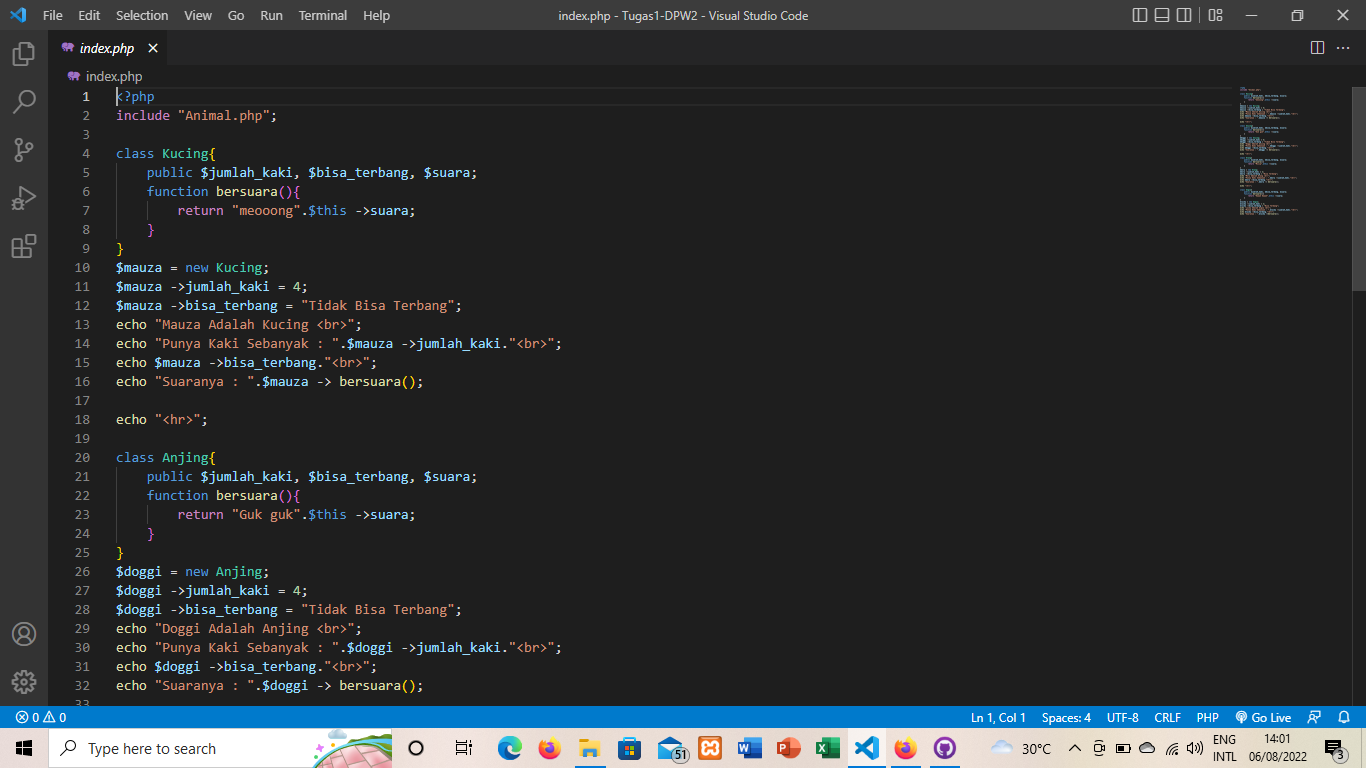 File Edit Selection View Go Run Terminal Help index.php - Tugas1-DPW2 - Visual Studio Code
index.php
index.php
1 <?php
2 include "Animal.php";
3
4 class Kucing{
5 public $jumlah_kaki, $bisa_terbang, $suara;
6 function bersuara(){
7 return "meooong".$this ->suara;
8 }
9 }
10 $mauza = new Kucing;
11 $mauza ->jumlah_kaki = 4;
12 $mauza ->bisa_terbang = "Tidak Bisa Terbang";
13 echo "Mauza Adalah Kucing <br>";
14 echo "Punya Kaki Sebanyak : ".$mauza ->jumlah_kaki."<br>";
15 echo $mauza ->bisa_terbang."<br>";
16 echo "Suaranya : ".$mauza -> bersuara();
17
18 echo "<hr>";
19
20 class Anjing{
21 public $jumlah_kaki, $bisa_terbang, $suara;
22 function bersuara(){
23 return "Guk guk".$this ->suara;
24 }
25 }
26 $doggi = new Anjing;
27 $doggi ->jumlah_kaki = 4;
28 $doggi ->bisa_terbang = "Tidak Bisa Terbang";
29 echo "Doggi Adalah Anjing <br>";
30 echo "Punya Kaki Sebanyak : ".$doggi ->jumlah_kaki."<br>";
31 echo $doggi ->bisa_terbang."<br>";
32 echo "Suaranya : ".$doggi -> bersuara();
33
0 0 Ln 1, Col 1 Spaces: 4 UTF-8 CRLF PHP Go Live
Type here to search 51 30°C ENG INTL 14:01 06/08/2022 3